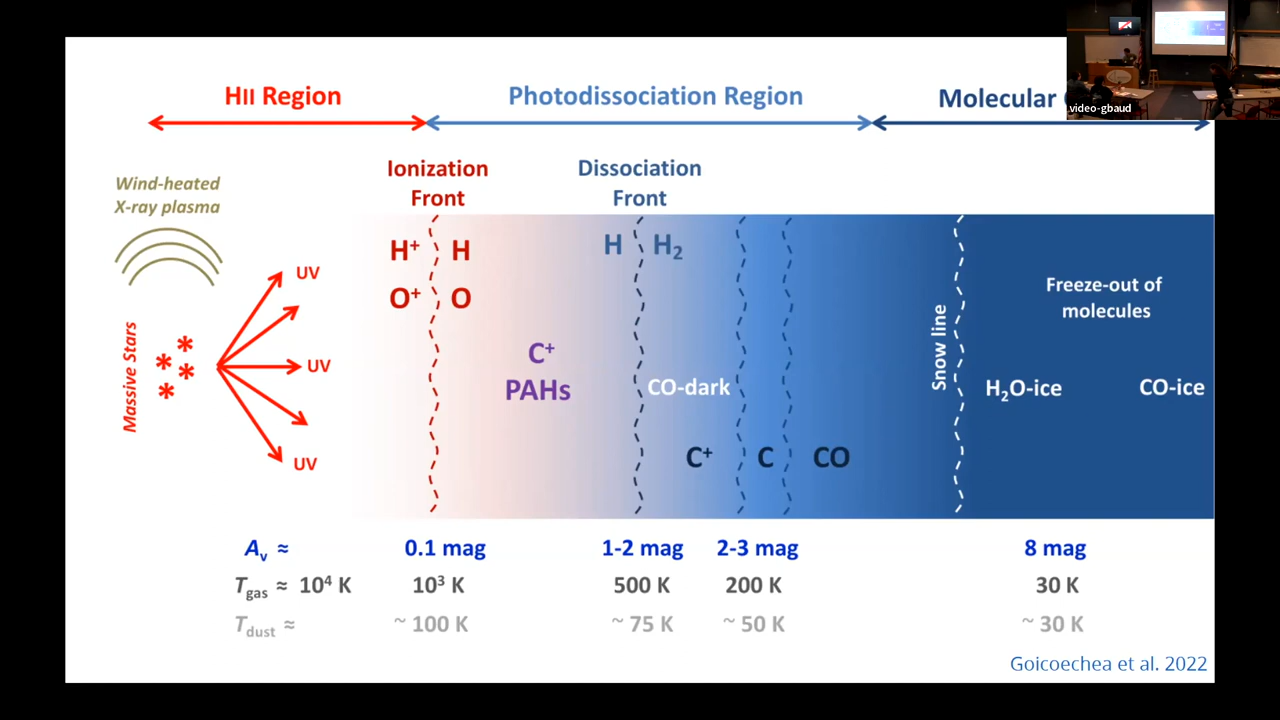 HII Region
Photodissociation Region
Molecular
video-gbaud
Ionization
Front
Dissociation
Front
Wind-heated
X-ray plasma
H⁺ H
O⁺ O
H H₂
UV
UV
UV
Massive Stars
C⁺
PAHs
CO-dark
C⁺ C CO
Snow line
Freeze-out of
molecules
H₂O-ice CO-ice
Aᵥ ≈ 0.1 mag 1-2 mag 2-3 mag 8 mag
T_gas ≈ 10⁴ K 10³ K 500 K 200 K 30 K
T_dust ≈ ~ 100 K ~ 75 K ~ 50 K ~ 30 K
Goicoechea et al. 2022